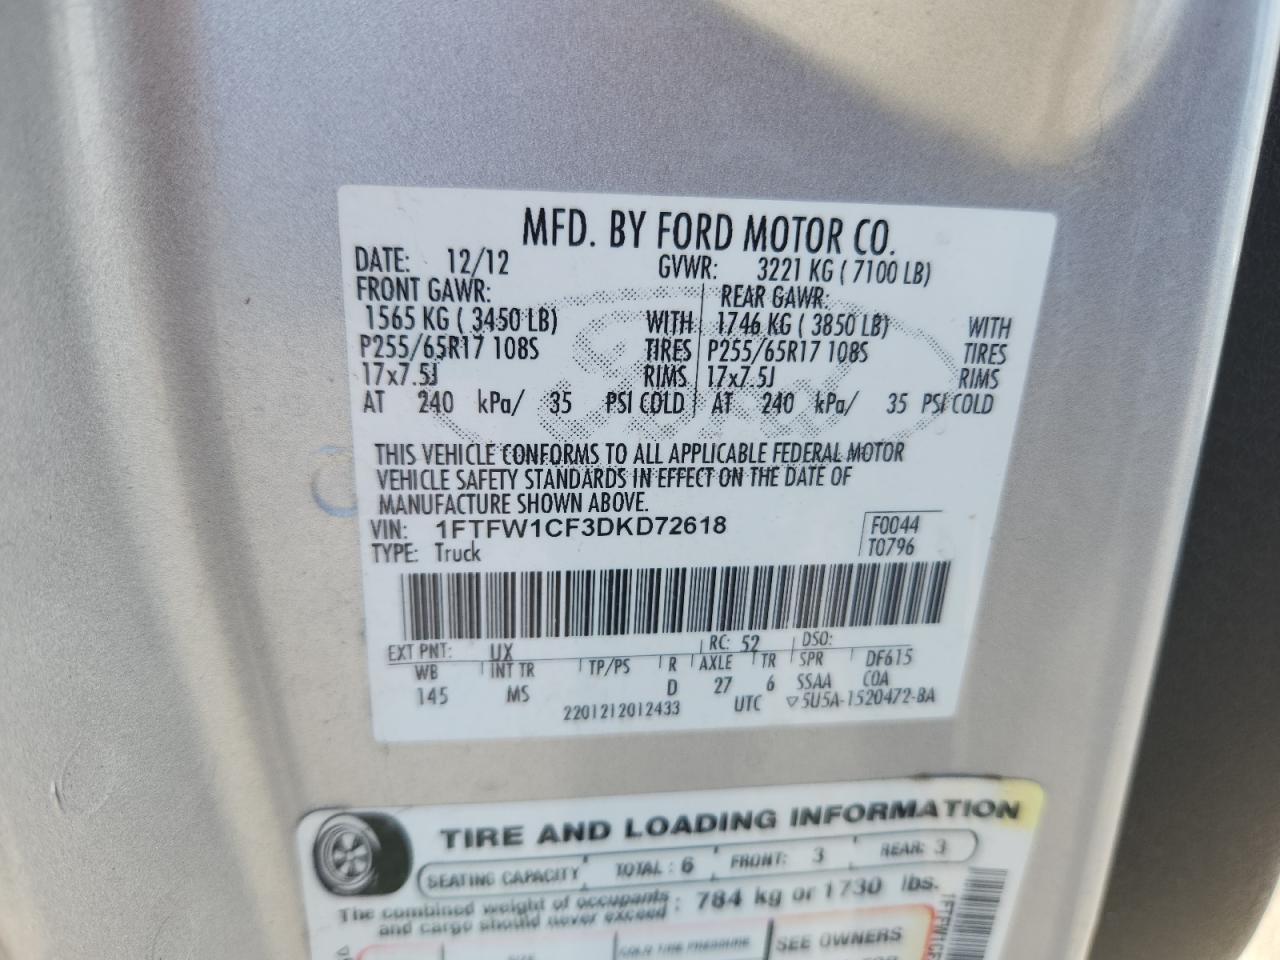 MFD. BY FORD MOTOR CO.
DATE: 12/12 GVWR: 3221 KG ( 7100 LB)
FRONT GAWR: REAR GAWR:
1565 KG ( 3450 LB) WITH 1746 KG ( 3850 LB) WITH
P255/65R17 108S TIRES P255/65R17 108S TIRES
17x7.5J RIMS 17x7.5J RIMS
AT 240 kPa/ 35 PSI COLD AT 240 kPa/ 35 PSI COLD
THIS VEHICLE CONFORMS TO ALL APPLICABLE FEDERAL MOTOR
VEHICLE SAFETY STANDARDS IN EFFECT ON THE DATE OF
MANUFACTURE SHOWN ABOVE.
VIN: 1FTFW1CF3DKD72618 F0044
TYPE: Truck T0796
EXT PNT: UX RC: 52 DSO:
WB INT TR TP/PS R AXLE TR SPR DF615
145 MS D 27 6 SSAA COA
2201212012433 UTC ▽5U5A-1520472-BA
TIRE AND LOADING INFORMATION
SEATING CAPACITY TOTAL : 6 FRONT: 3 REAR: 3
The combined weight of occupants : 784 kg or 1730 lbs.
and cargo should never exceed
COLD TIRE PRESSURE SEE OWNERS